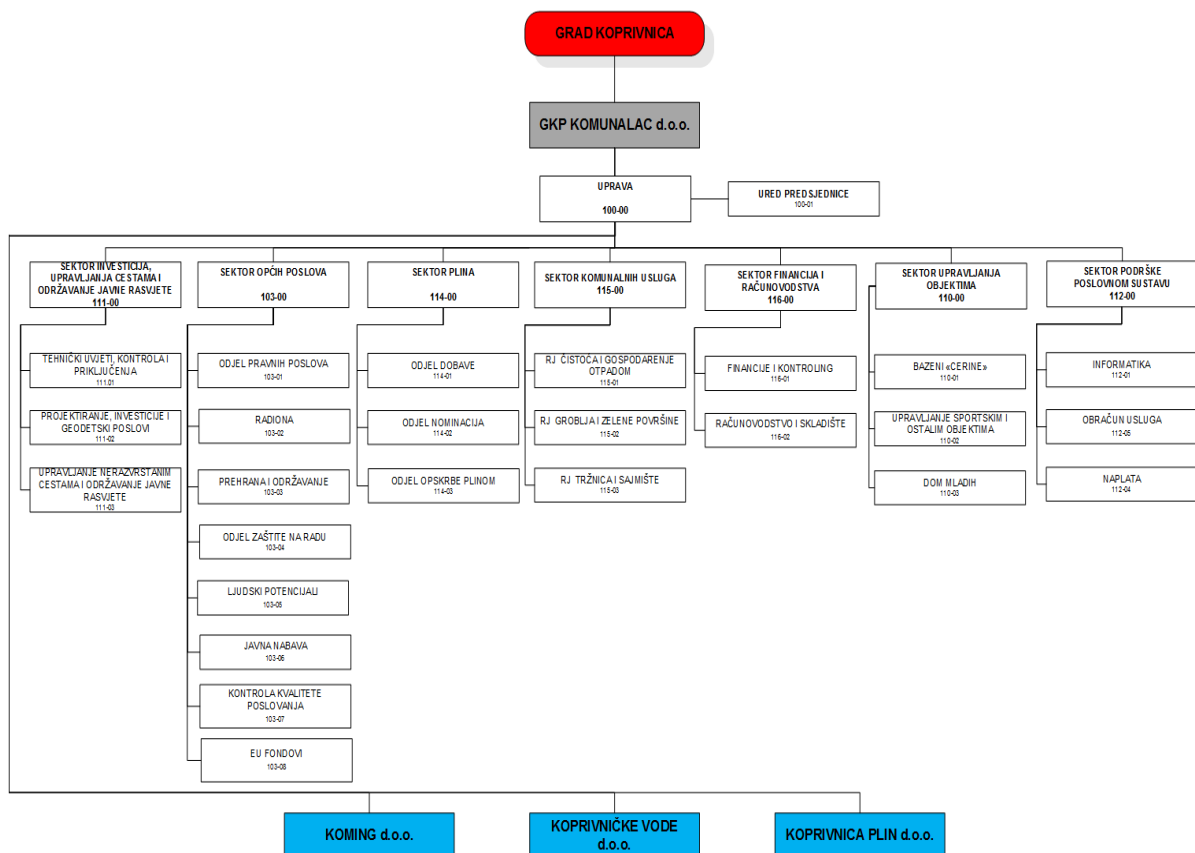 GRAD KOPRIVNICA
GKP KOMUNALAC d.o.o.
UPRAVA
100-00
URED PREDSJEDNICE
100-01
SEKTOR INVESTICIJA,
UPRAVLJANJA CESTAMA I
ODRŽAVANJE JAVNE RASVJETE
111-00
TEHNIČKI UVJETI, KONTROLA I
PRIKLJUČENJA
111.01
PROJEKTIRANJE, INVESTICIJE I
GEODETSKI POSLOVI
111-02
UPRAVLJANJE NERAZVRSTANIM
CESTAMA I ODRŽAVANJE JAVNE
RASVJETE
111-03
SEKTOR OPĆIH POSLOVA
103-00
ODJEL PRAVNIH POSLOVA
103-01
RADIONA
103-02
PREHRANA I ODRŽAVANJE
103-03
ODJEL ZAŠTITE NA RADU
103-04
LJUDSKI POTENCIJALI
103-05
JAVNA NABAVA
103-06
KONTROLA KVALITETE
POSLOVANJA
103-07
EU FONDOVI
103-08
SEKTOR PLINA
114-00
ODJEL DOBAVE
114-01
ODJEL NOMINACIJA
114-02
ODJEL OPSKRBE PLINOM
114-03
SEKTOR KOMUNALNIH USLUGA
115-00
RJ ČISTOĆA I GOSPODARENJE
OTPADOM
115-01
RJ GROBLJA I ZELENE POVRŠINE
115-02
RJ TRŽNICA I SAJMIŠTE
115-03
SEKTOR FINANCIJA I
RAČUNOVODSTVA
116-00
FINANCIJE I KONTROLING
116-01
RAČUNOVODSTVO I SKLADIŠTE
116-02
SEKTOR UPRAVLJANJA
OBJEKTIMA
110-00
BAZENI «CERINE»
110-01
UPRAVLJANJE SPORTSKIM I
OSTALIM OBJEKTIMA
110-02
DOM MLADIH
110-03
SEKTOR PODRŠKE
POSLOVNOM SUSTAVU
112-00
INFORMATIKA
112-01
OBRAČUN USLUGA
112-05
NAPLATA
112-04
KOMING d.o.o.
KOPRIVNIČKE VODE
d.o.o.
KOPRIVNICA PLIN d.o.o.